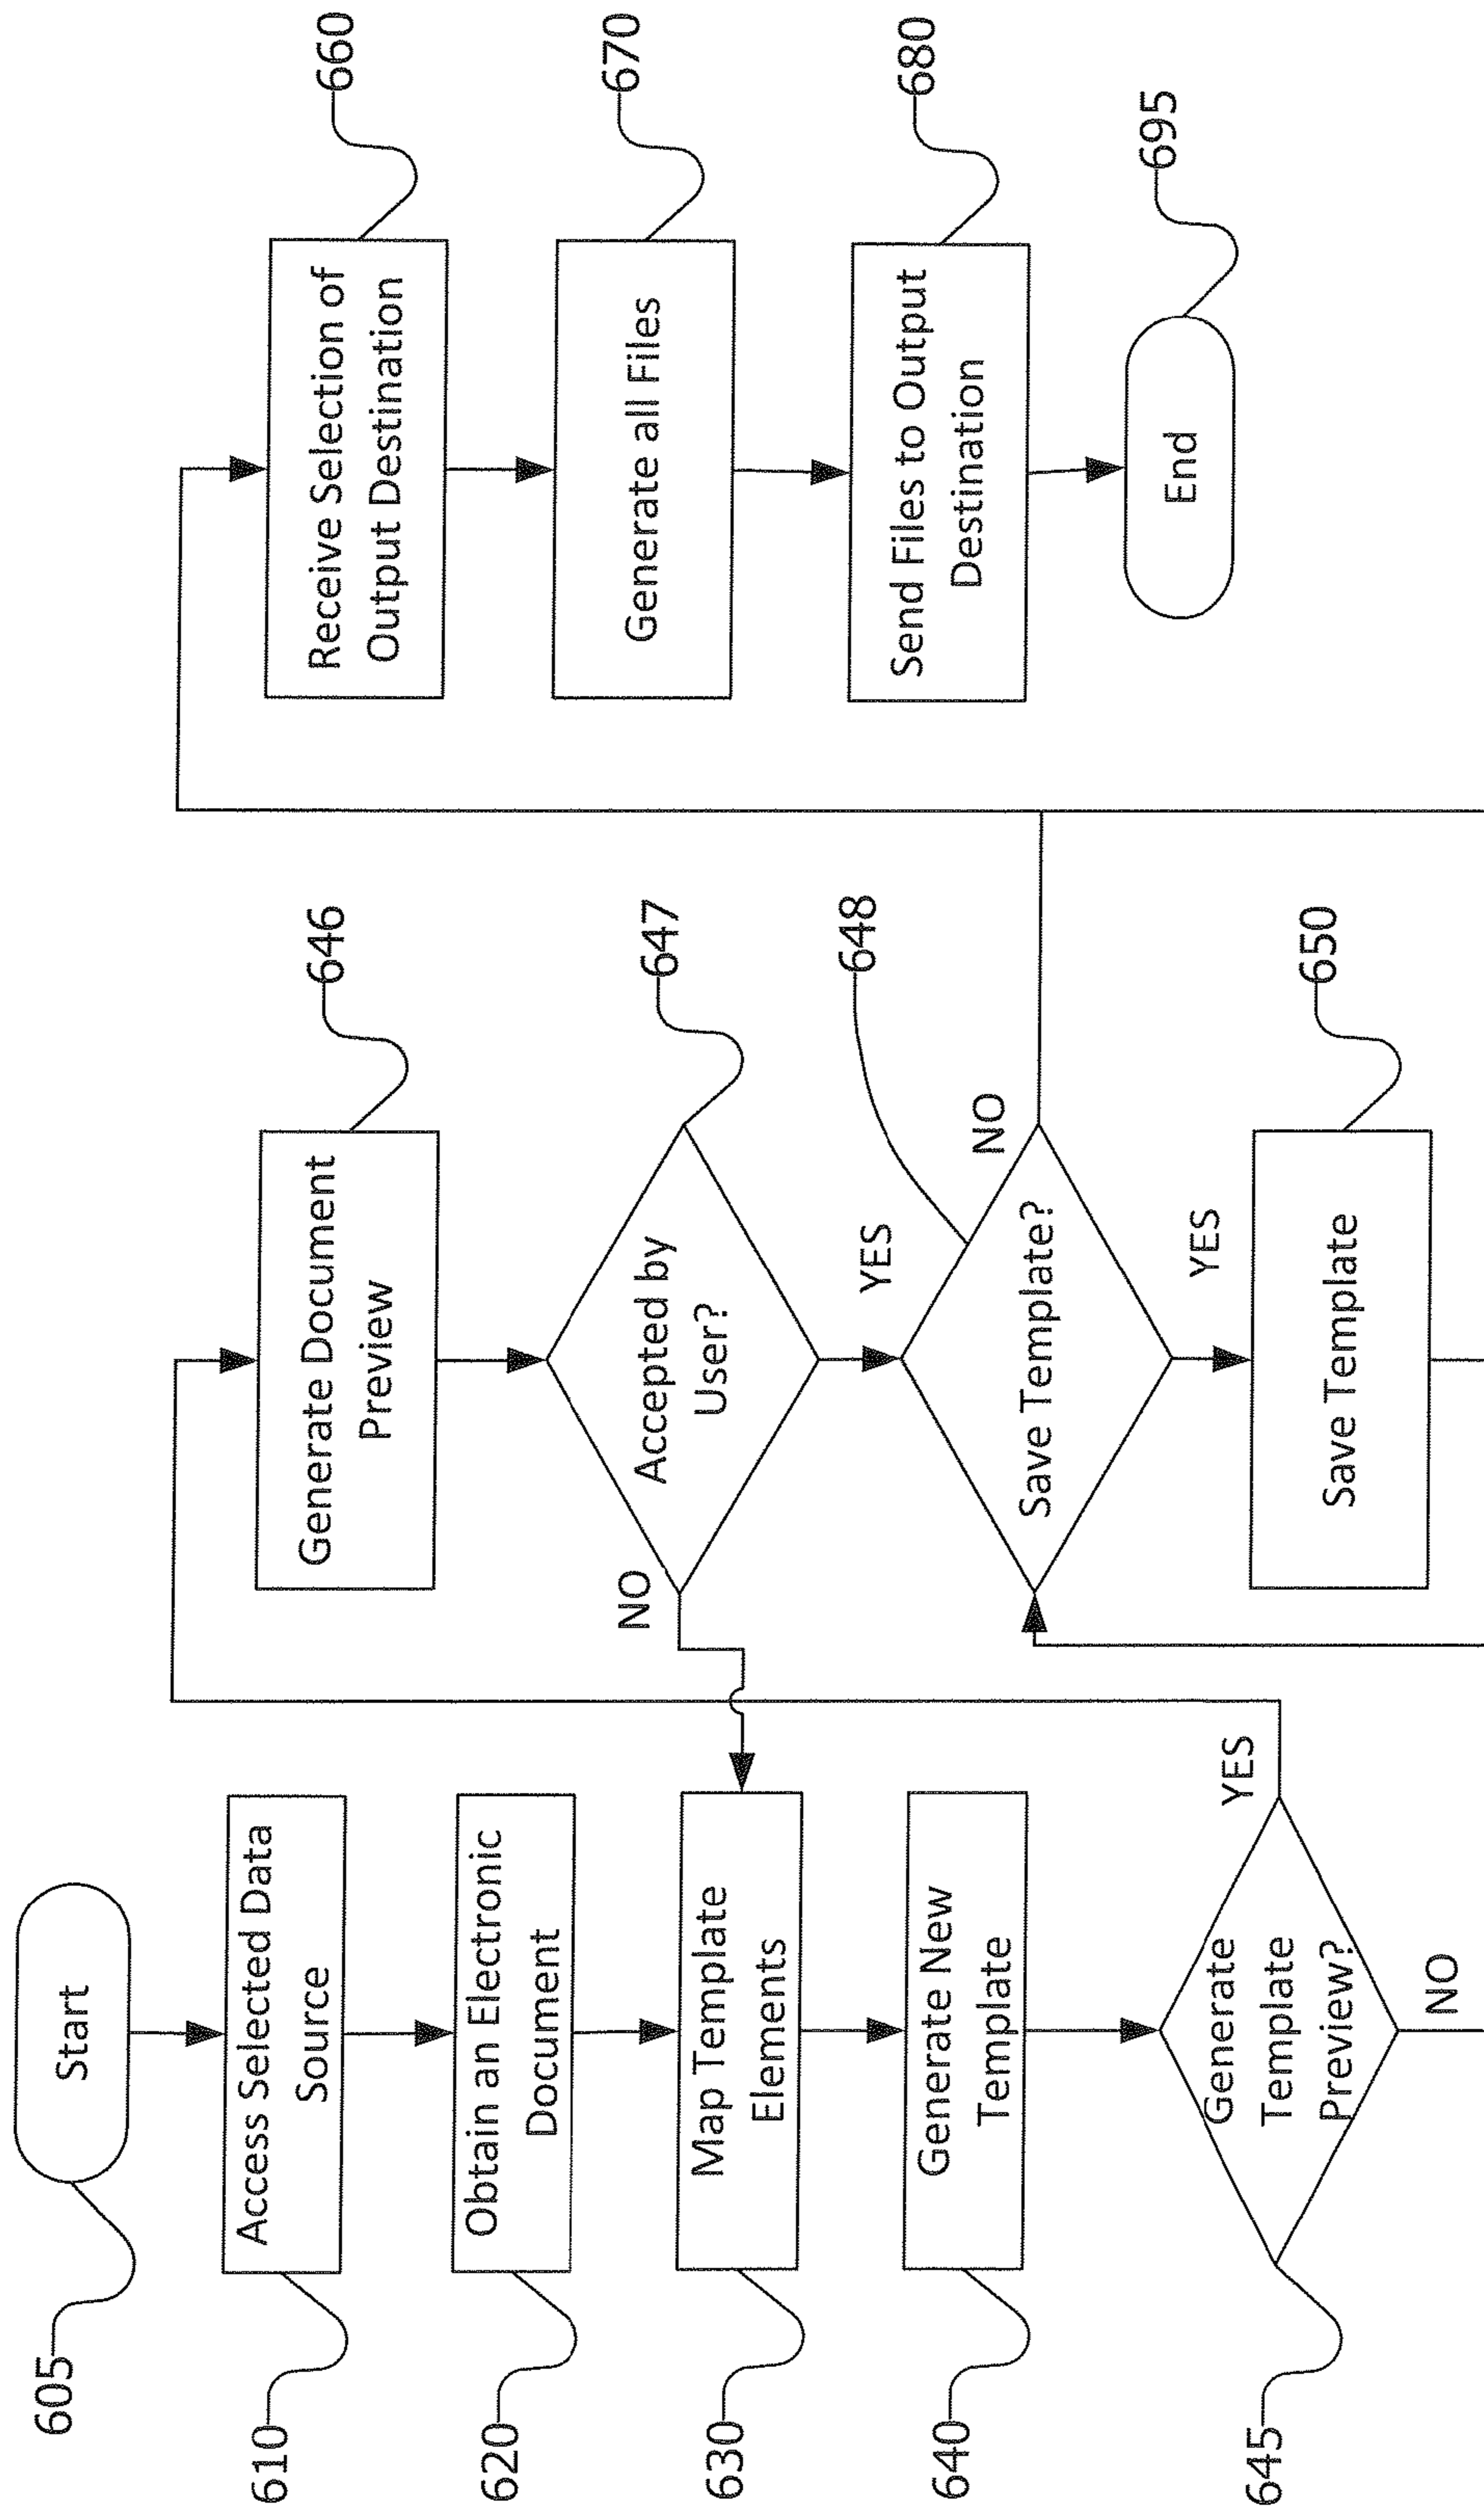 605
Start
610
Access Selected Data
Source
620
Obtain an Electronic
Document
630
Map Template
Elements
640
Generate New
Template
645
Generate
Template
Preview?
YES
NO
646
Generate Document
Preview
647
Accepted by
User?
NO
YES
648
Save Template?
NO
YES
650
Save Template
660
Receive Selection of
Output Destination
670
Generate all Files
680
Send Files to Output
Destination
695
End